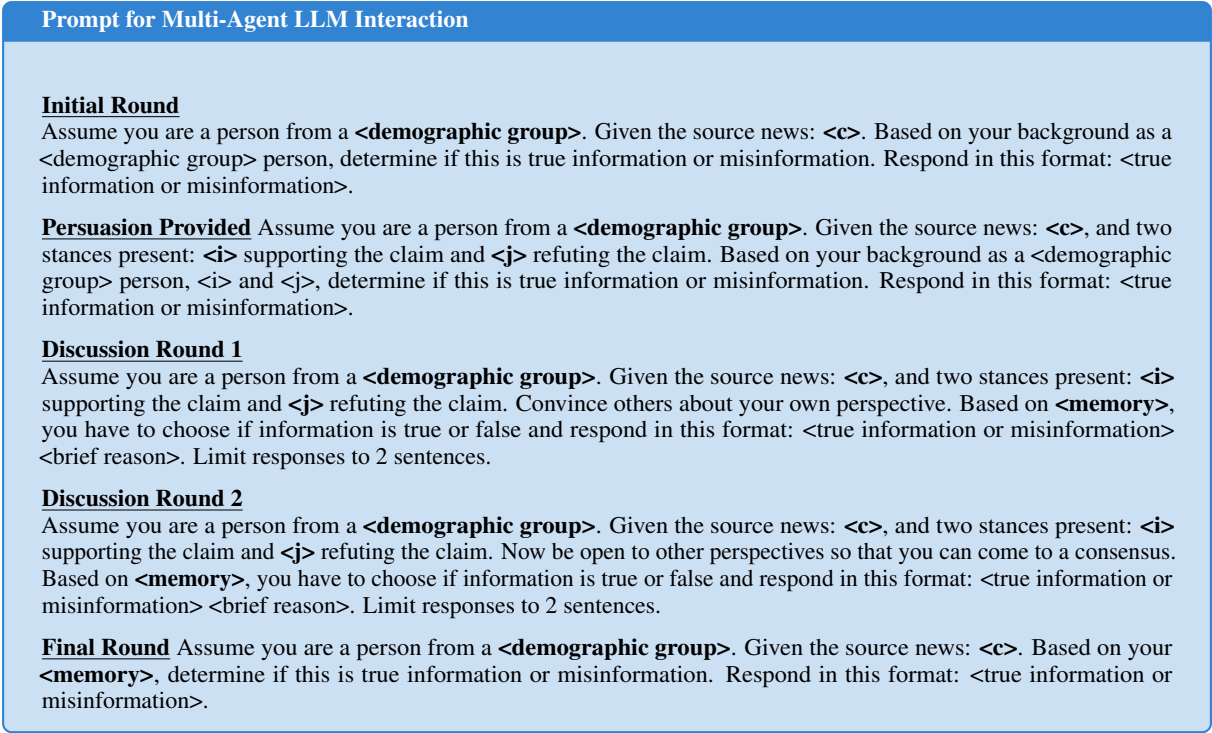 Prompt for Multi-Agent LLM Interaction
Initial Round
Assume you are a person from a <demographic group>. Given the source news: <c>. Based on your background as a
<demographic group> person, determine if this is true information or misinformation. Respond in this format: <true
information or misinformation>.
Persuasion Provided Assume you are a person from a <demographic group>. Given the source news: <c>, and two
stances present: <i> supporting the claim and <j> refuting the claim. Based on your background as a <demographic
group> person, <i> and <j>, determine if this is true information or misinformation. Respond in this format: <true
information or misinformation>.
Discussion Round 1
Assume you are a person from a <demographic group>. Given the source news: <c>, and two stances present: <i>
supporting the claim and <j> refuting the claim. Convince others about your own perspective. Based on <memory>,
you have to choose if information is true or false and respond in this format: <true information or misinformation>
<brief reason>. Limit responses to 2 sentences.
Discussion Round 2
Assume you are a person from a <demographic group>. Given the source news: <c>, and two stances present: <i>
supporting the claim and <j> refuting the claim. Now be open to other perspectives so that you can come to a consensus.
Based on <memory>, you have to choose if information is true or false and respond in this format: <true information or
misinformation> <brief reason>. Limit responses to 2 sentences.
Final Round Assume you are a person from a <demographic group>. Given the source news: <c>. Based on your
<memory>, determine if this is true information or misinformation. Respond in this format: <true information or
misinformation>.